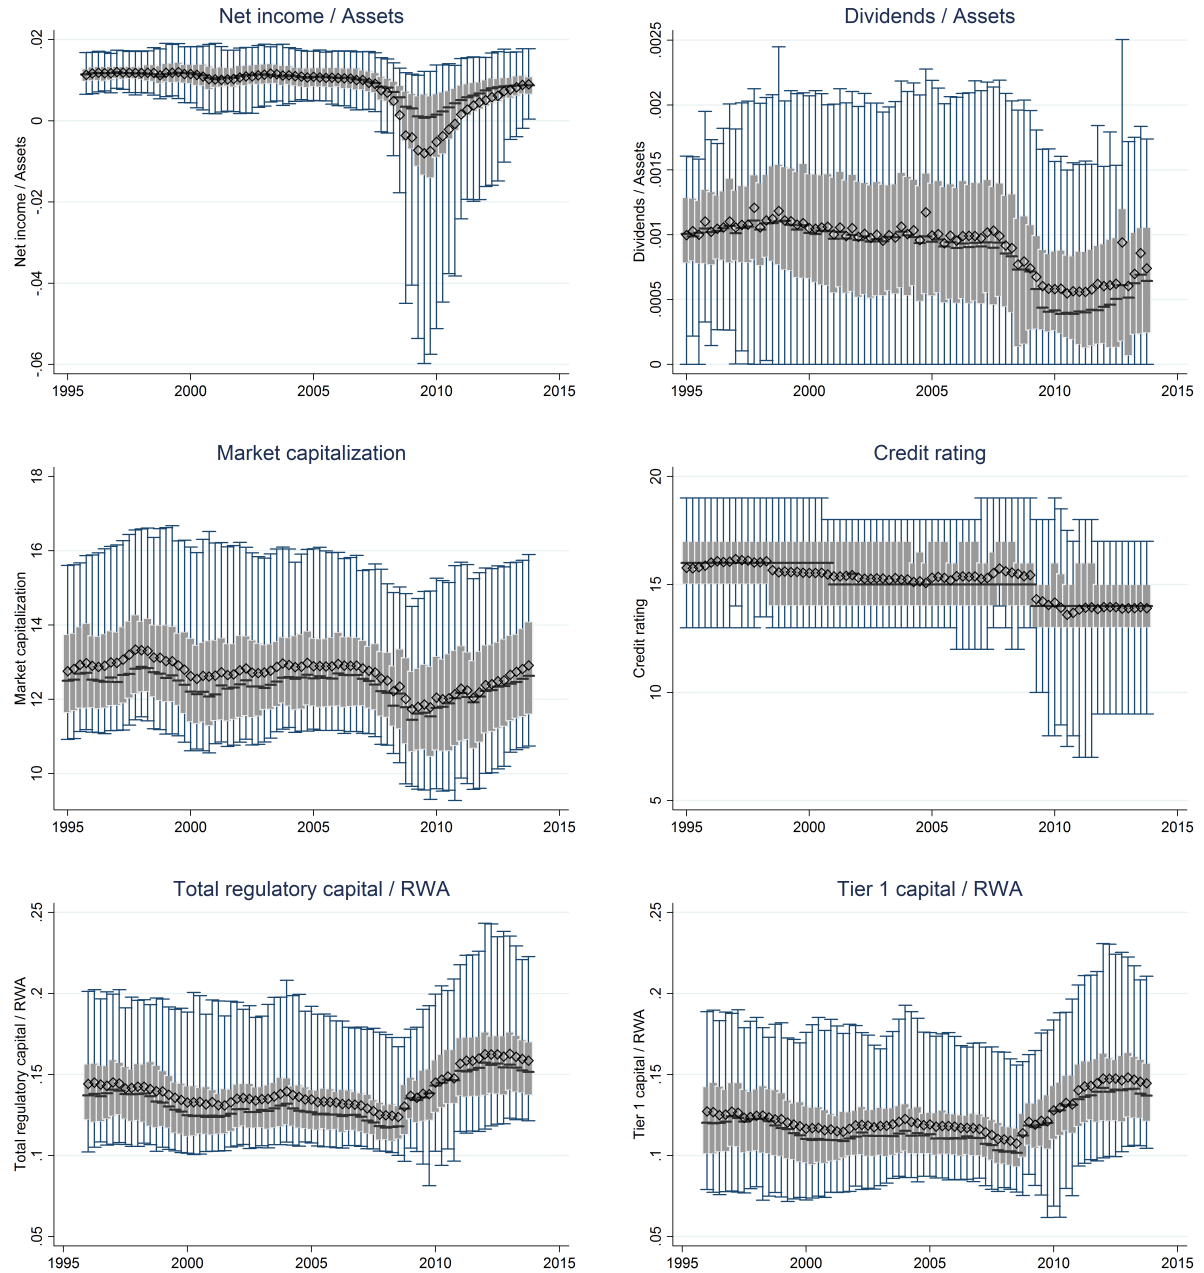 Net income / Assets
Net income / Assets
.02
0
-.02
-.04
-.06
1995 2000 2005 2010 2015
Dividends / Assets
Dividends / Assets
.0025
.002
.0015
.001
.0005
0
1995 2000 2005 2010 2015
Market capitalization
Market capitalization
18
16
14
12
10
1995 2000 2005 2010 2015
Credit rating
Credit rating
20
15
10
5
1995 2000 2005 2010 2015
Total regulatory capital / RWA
Total regulatory capital / RWA
.25
.2
.15
.1
.05
1995 2000 2005 2010 2015
Tier 1 capital / RWA
Tier 1 capital / RWA
.25
.2
.15
.1
.05
1995 2000 2005 2010 2015